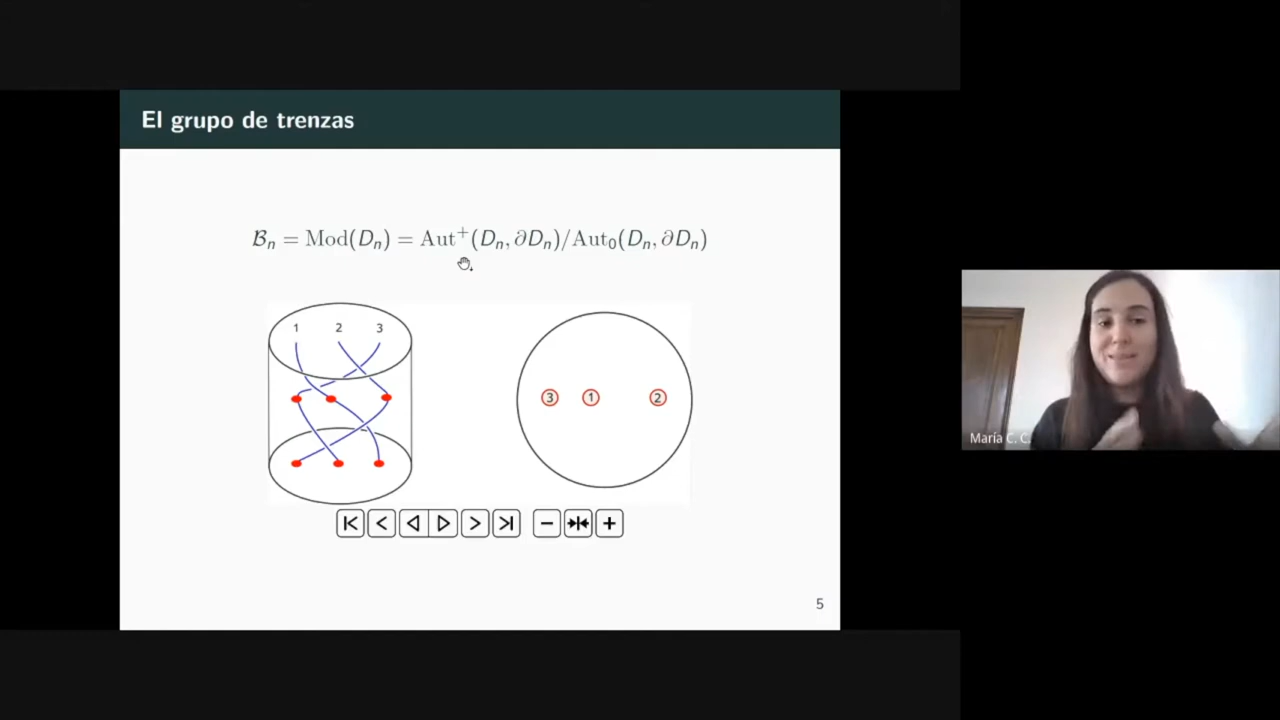 El grupo de trenzas
ℬₙ = Mod(Dₙ) = Aut⁺(Dₙ, ∂Dₙ)/Aut₀(Dₙ, ∂Dₙ)
1 2 3
3 1 2
5
María C. C.